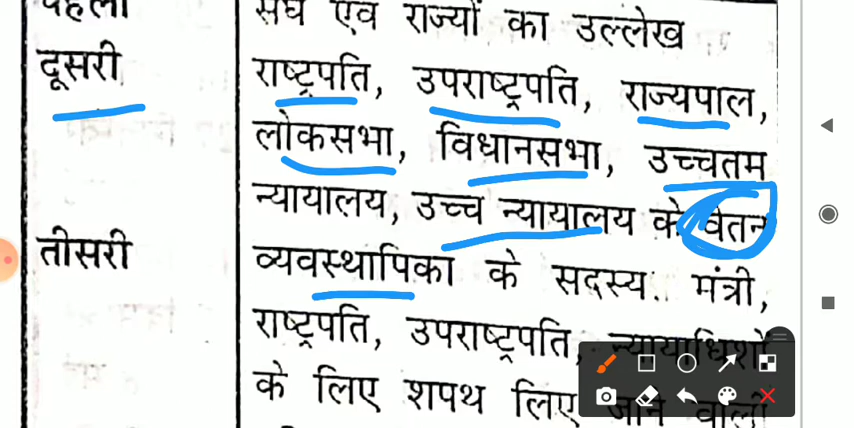 पहली
संघ एवं राज्यों का उल्लेख
दूसरी
राष्ट्रपति, उपराष्ट्रपति, राज्यपाल,
लोकसभा, विधानसभा, उच्चतम
न्यायालय, उच्च न्यायालय के वेतन
तीसरी
व्यवस्थापिका के सदस्य. मंत्री,
राष्ट्रपति, उपराष्ट्रपति, न्यायाधिशों
के लिए शपथ लिए जाने वाली